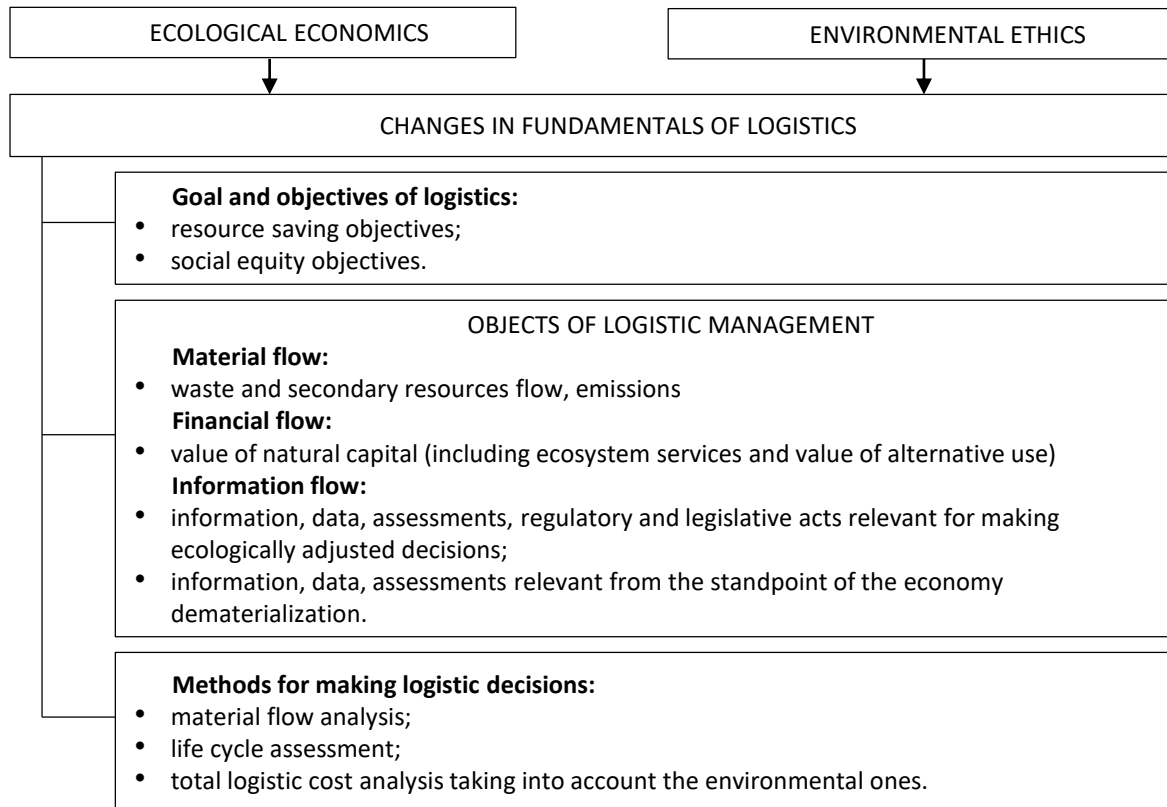 ECOLOGICAL ECONOMICS
ENVIRONMENTAL ETHICS
CHANGES IN FUNDAMENTALS OF LOGISTICS
Goal and objectives of logistics:
• resource saving objectives;
• social equity objectives.
OBJECTS OF LOGISTIC MANAGEMENT
Material flow:
• waste and secondary resources flow, emissions
Financial flow:
• value of natural capital (including ecosystem services and value of alternative use)
Information flow:
• information, data, assessments, regulatory and legislative acts relevant for making
ecologically adjusted decisions;
• information, data, assessments relevant from the standpoint of the economy
dematerialization.
Methods for making logistic decisions:
• material flow analysis;
• life cycle assessment;
• total logistic cost analysis taking into account the environmental ones.